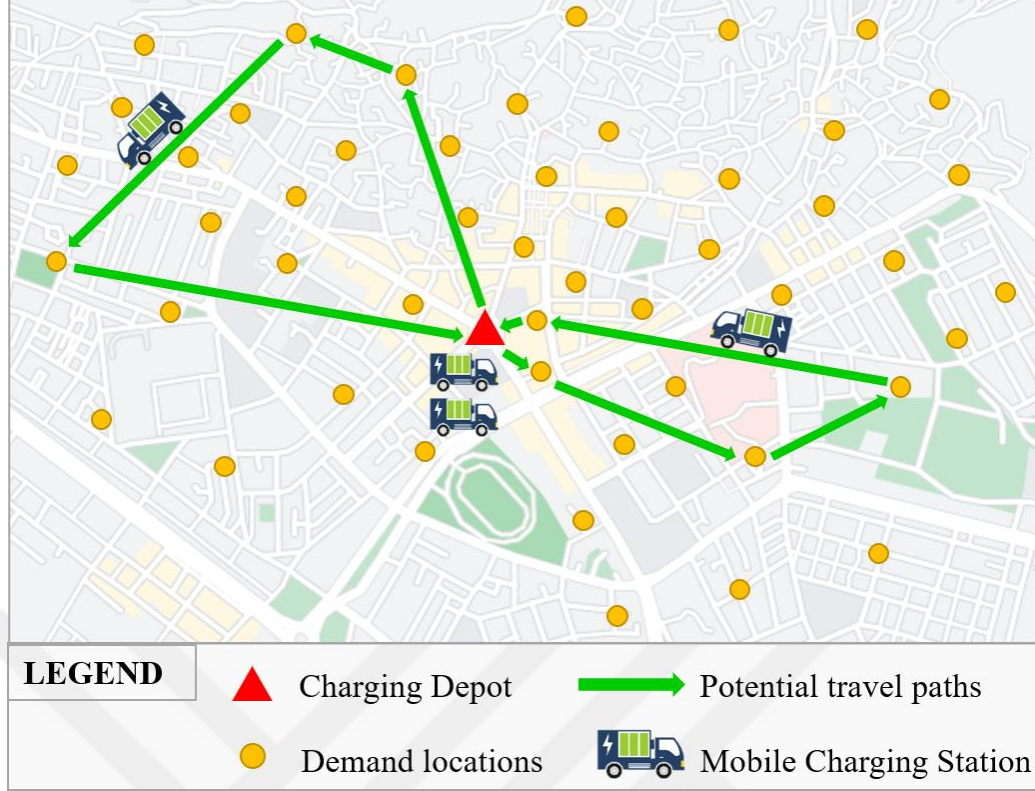 LEGEND
Charging Depot
Potential travel paths
Demand locations
Mobile Charging Station